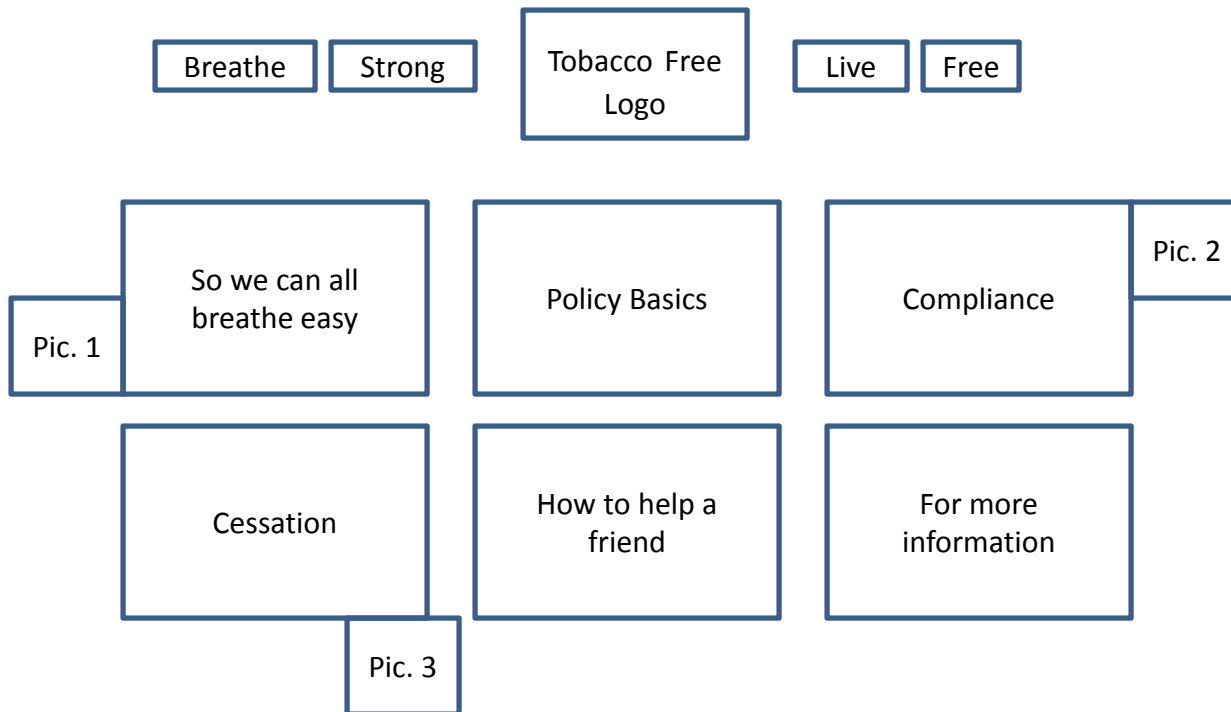 Breathe
Strong
Tobacco Free
Logo
Live
Free
So we can all
breathe easy
Policy Basics
Compliance
Pic. 2
Pic. 1
Cessation
How to help a
friend
For more
information
Pic. 3